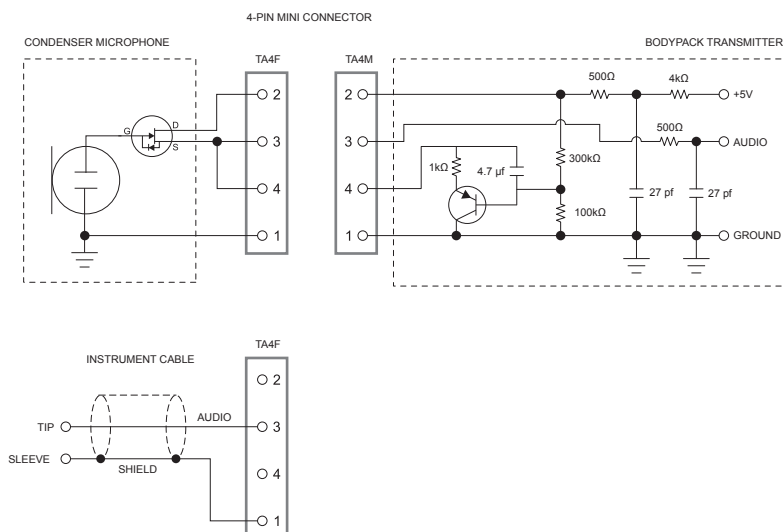 4-PIN MINI CONNECTOR
CONDENSER MICROPHONE
TA4F
TA4M
BODYPACK TRANSMITTER
G
D
S
2
3
4
1
2
3
4
1
500Ω
4kΩ
+5V
500Ω
AUDIO
1kΩ
4.7 µf
300kΩ
100kΩ
27 pf
27 pf
GROUND
INSTRUMENT CABLE
TA4F
2
TIP
AUDIO
3
SLEEVE
SHIELD
4
1